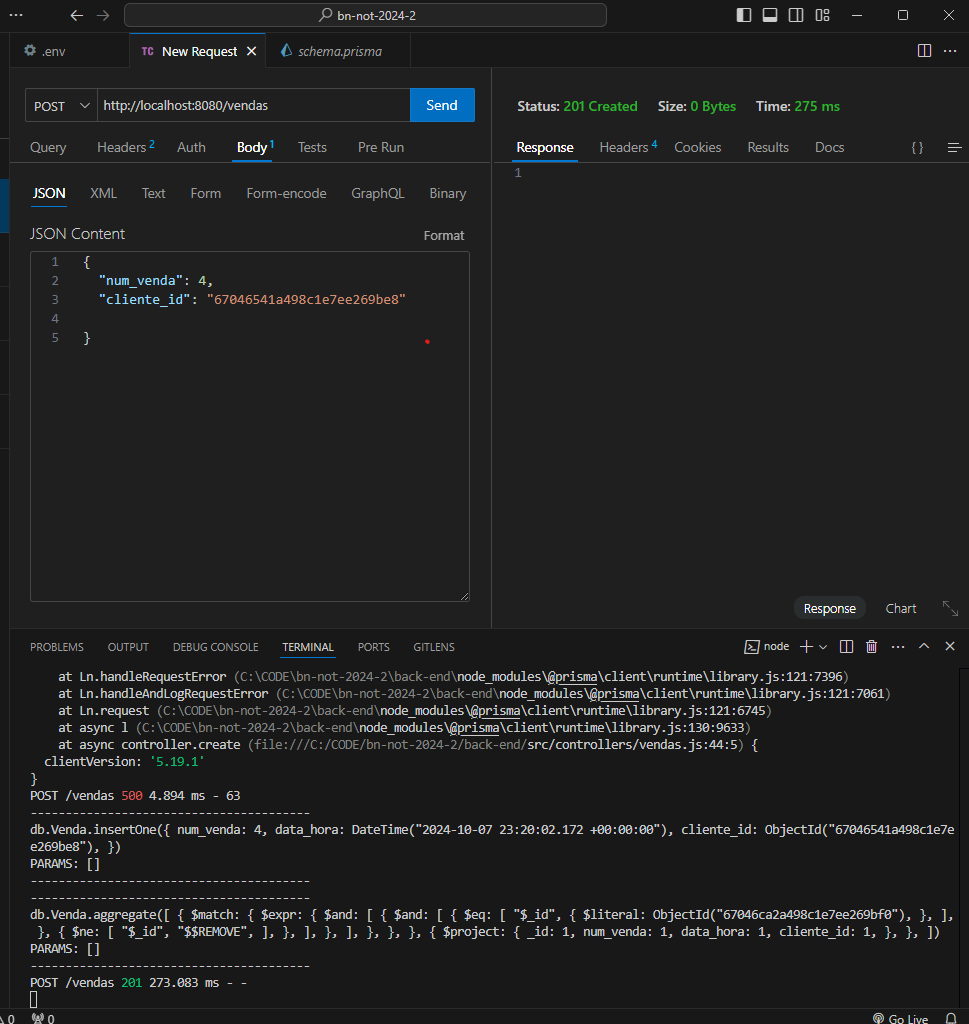 bn-not-2024-2
.env
TC New Request
schema.prisma
POST http://localhost:8080/vendas Send
Status: 201 Created Size: 0 Bytes Time: 275 ms
Query Headers 2 Auth Body 1 Tests Pre Run
Response Headers 4 Cookies Results Docs { }
1
JSON XML Text Form Form-encode GraphQL Binary
JSON Content Format
1 {
2 "num_venda": 4,
3 "cliente_id": "67046541a498c1e7ee269be8"
4
5 }
Response Chart
PROBLEMS OUTPUT DEBUG CONSOLE TERMINAL PORTS GITLENS node
at Ln.handleRequestError (C:\CODE\bn-not-2024-2\back-end\node_modules\@prisma\client\runtime\library.js:121:7396)
at Ln.handleAndLogRequestError (C:\CODE\bn-not-2024-2\back-end\node_modules\@prisma\client\runtime\library.js:121:7061)
at Ln.request (C:\CODE\bn-not-2024-2\back-end\node_modules\@prisma\client\runtime\library.js:121:6745)
at async l (C:\CODE\bn-not-2024-2\back-end\node_modules\@prisma\client\runtime\library.js:130:9633)
at async controller.create (file:///C:/CODE/bn-not-2024-2/back-end/src/controllers/vendas.js:44:5) {
clientVersion: '5.19.1'
}
POST /vendas 500 4.894 ms - 63
----------------------------------------
db.Venda.insertOne({ num_venda: 4, data_hora: DateTime("2024-10-07 23:20:02.172 +00:00:00"), cliente_id: ObjectId("67046541a498c1e7e
e269be8"), })
PARAMS: []
----------------------------------------
----------------------------------------
db.Venda.aggregate([ { $match: { $expr: { $and: [ { $and: [ { $eq: [ "$_id", { $literal: ObjectId("67046ca2a498c1e7ee269bf0"), }, ],
}, { $ne: [ "$_id", "$$REMOVE", ], }, ], }, ], }, }, }, { $project: { _id: 1, num_venda: 1, data_hora: 1, cliente_id: 1, }, }, ])
PARAMS: []
----------------------------------------
POST /vendas 201 273.083 ms - -
0 0 Go Live